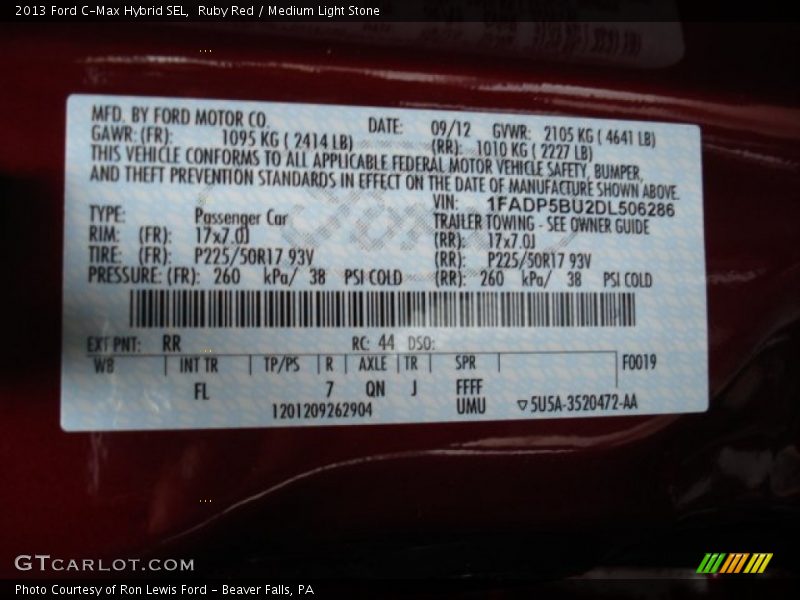 2013 Ford C-Max Hybrid SEL, Ruby Red / Medium Light Stone
MFD. BY FORD MOTOR CO. DATE: 09/12 GVWR: 2105 KG ( 4641 LB)
GAWR: (FR): 1095 KG ( 2414 LB) (RR): 1010 KG ( 2227 LB)
THIS VEHICLE CONFORMS TO ALL APPLICABLE FEDERAL MOTOR VEHICLE SAFETY, BUMPER,
AND THEFT PREVENTION STANDARDS IN EFFECT ON THE DATE OF MANUFACTURE SHOWN ABOVE.
VIN: 1FADP5BU2DL506286
TYPE: Passenger Car TRAILER TOWING - SEE OWNER GUIDE
RIM: (FR): 17x7.0J (RR): 17x7.0J
TIRE: (FR): P225/50R17 93V (RR): P225/50R17 93V
PRESSURE: (FR): 260 kPa/ 38 PSI COLD (RR): 260 kPa/ 38 PSI COLD
EXT PNT: RR RC: 44 DSO:
WB INT TR TP/PS R AXLE TR SPR F0019
FL 7 QN J FFFF
1201209262904 UMU ▽5U5A-3520472-AA
GTCARLOT.COM
Photo Courtesy of Ron Lewis Ford - Beaver Falls, PA